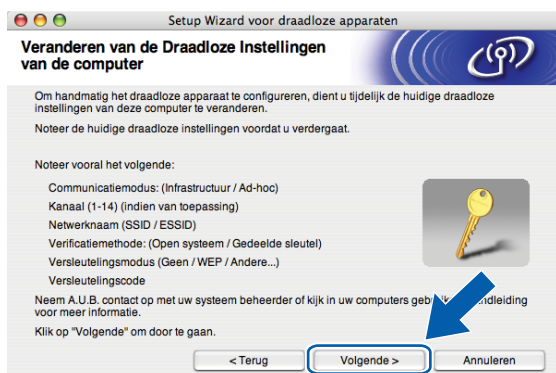 Setup Wizard voor draadloze apparaten
Veranderen van de Draadloze Instellingen
van de computer
Om handmatig het draadloze apparaat te configureren, dient u tijdelijk de huidige draadloze
instellingen van deze computer te veranderen.
Noteer de huidige draadloze instellingen voordat u verdergaat.
Noteer vooral het volgende:
Communicatiemodus: (Infrastructuur / Ad-hoc)
Kanaal (1-14) (indien van toepassing)
Netwerknaam (SSID / ESSID)
Verificatiemethode: (Open systeem / Gedeelde sleutel)
Versleutelingsmodus (Geen / WEP / Andere...)
Versleutelingscode
Neem A.U.B. contact op met uw systeem beheerder of kijk in uw computers
voor meer informatie.
Klik op "Volgende" om door te gaan.
< Terug
Volgende >
Annuleren